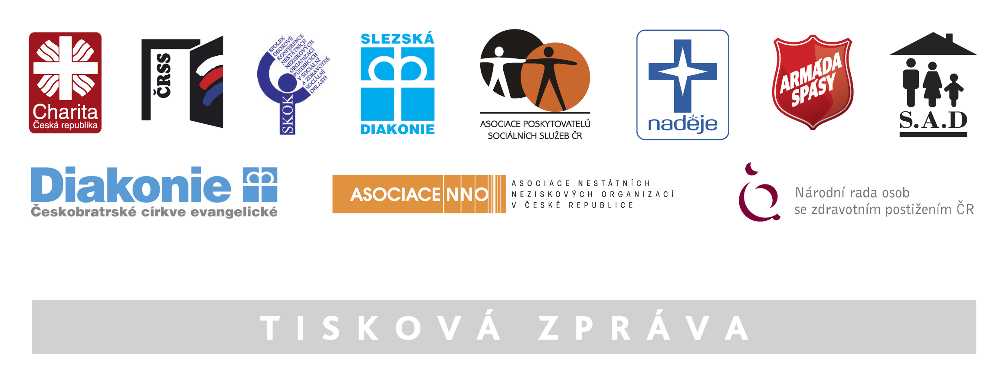 Charita
Česká republika
ČRSS
SPOLEK
OBOROVÉ
KONFERENCE
NESTÁTNÍCH
NEZISKOVÝCH
ORGANIZACÍ
PŮSOBÍCÍCH
V SOCIÁLNÍ
A ZDRAVOTNĚ
SOCIÁLNÍ
OBLASTI
SKOK
SLEZSKÁ
DIAKONIE
ASOCIACE POSKYTOVATELŮ
SOCIÁLNÍCH SLUŽEB ČR
naděje
ARMÁDA
SPÁSY
S.A.D
Diakonie
Českobratrské církve evangelické
ASOCIACE NNO
ASOCIACE NESTÁTNÍCH
NEZISKOVÝCH ORGANIZACÍ
V ČESKÉ REPUBLICE
Národní rada osob
se zdravotním postižením ČR
TISKOVÁ ZPRÁVA